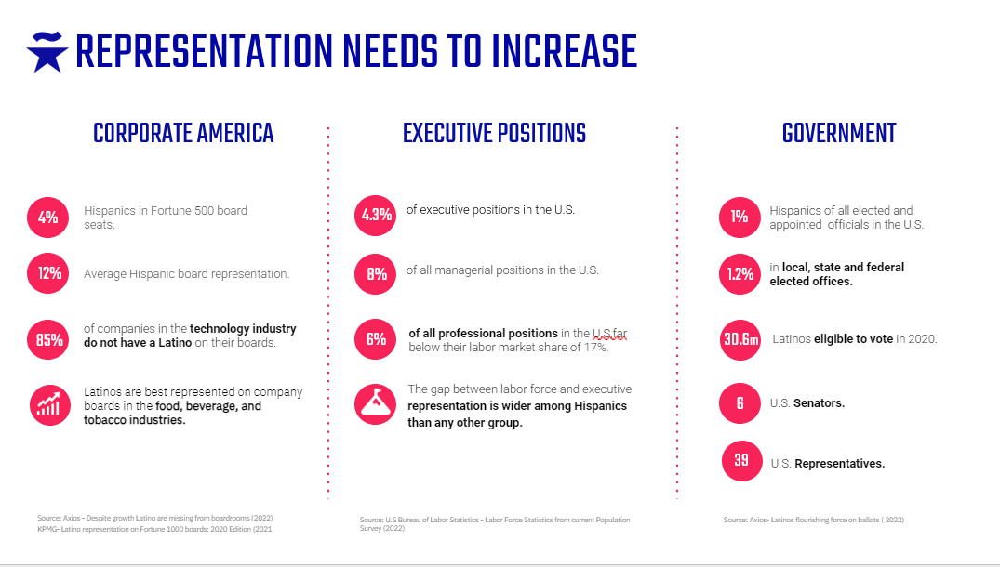 REPRESENTATION NEEDS TO INCREASE
CORPORATE AMERICA
4%
Hispanics in Fortune 500 board
seats.
12%
Average Hispanic board representation.
85%
of companies in the technology industry
do not have a Latino on their boards.
Latinos are best represented on company
boards in the food, beverage, and
tobacco industries.
Source: Axios - Despite growth Latino are missing from boardrooms (2022)
KPMG- Latino representation on Fortune 1000 boards: 2020 Edition (2021
EXECUTIVE POSITIONS
4.3%
of executive positions in the U.S.
8%
of all managerial positions in the U.S.
6%
of all professional positions in the U.S far
below their labor market share of 17%.
The gap between labor force and executive
representation is wider among Hispanics
than any other group.
Source: U.S Bureau of Labor Statistics - Labor Force Statistics from current Population
Survey (2022)
GOVERNMENT
1%
Hispanics of all elected and
appointed  officials in the U.S.
1.2%
in local, state and federal
elected offices.
30.6m
Latinos eligible to vote in 2020.
6
U.S. Senators.
39
U.S. Representatives.
Source: Axios- Latinos flourishing force on ballots ( 2022)